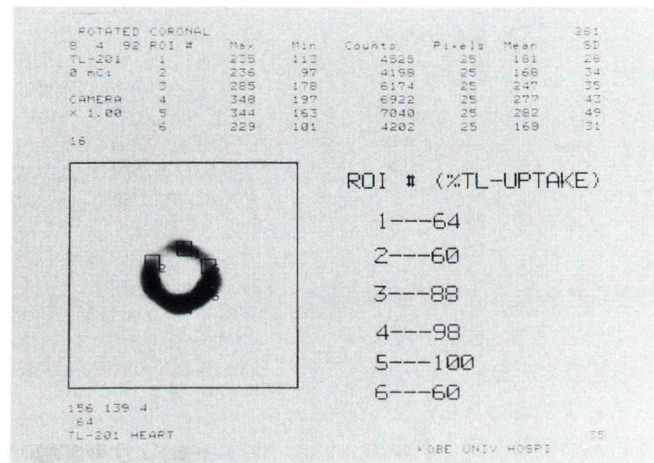 ROTATED CORONAL 261
8 4 92 ROI # Max Min Counts Pixels Mean SD
TL-201 1 235 113 4525 25 181 28
0 mCi 2 236 97 4198 25 168 34
3 285 178 6174 25 247 35
CAMERA 4 348 197 6922 25 277 43
× 1.00 5 344 163 7040 25 282 49
6 229 101 4202 25 168 31
16
ROI # (%TL-UPTAKE)
1---64
2---60
3---88
4---98
5---100
6---60
2
156 139 4
64
TL-201 HEART 35
KOBE UNIV HOSPI